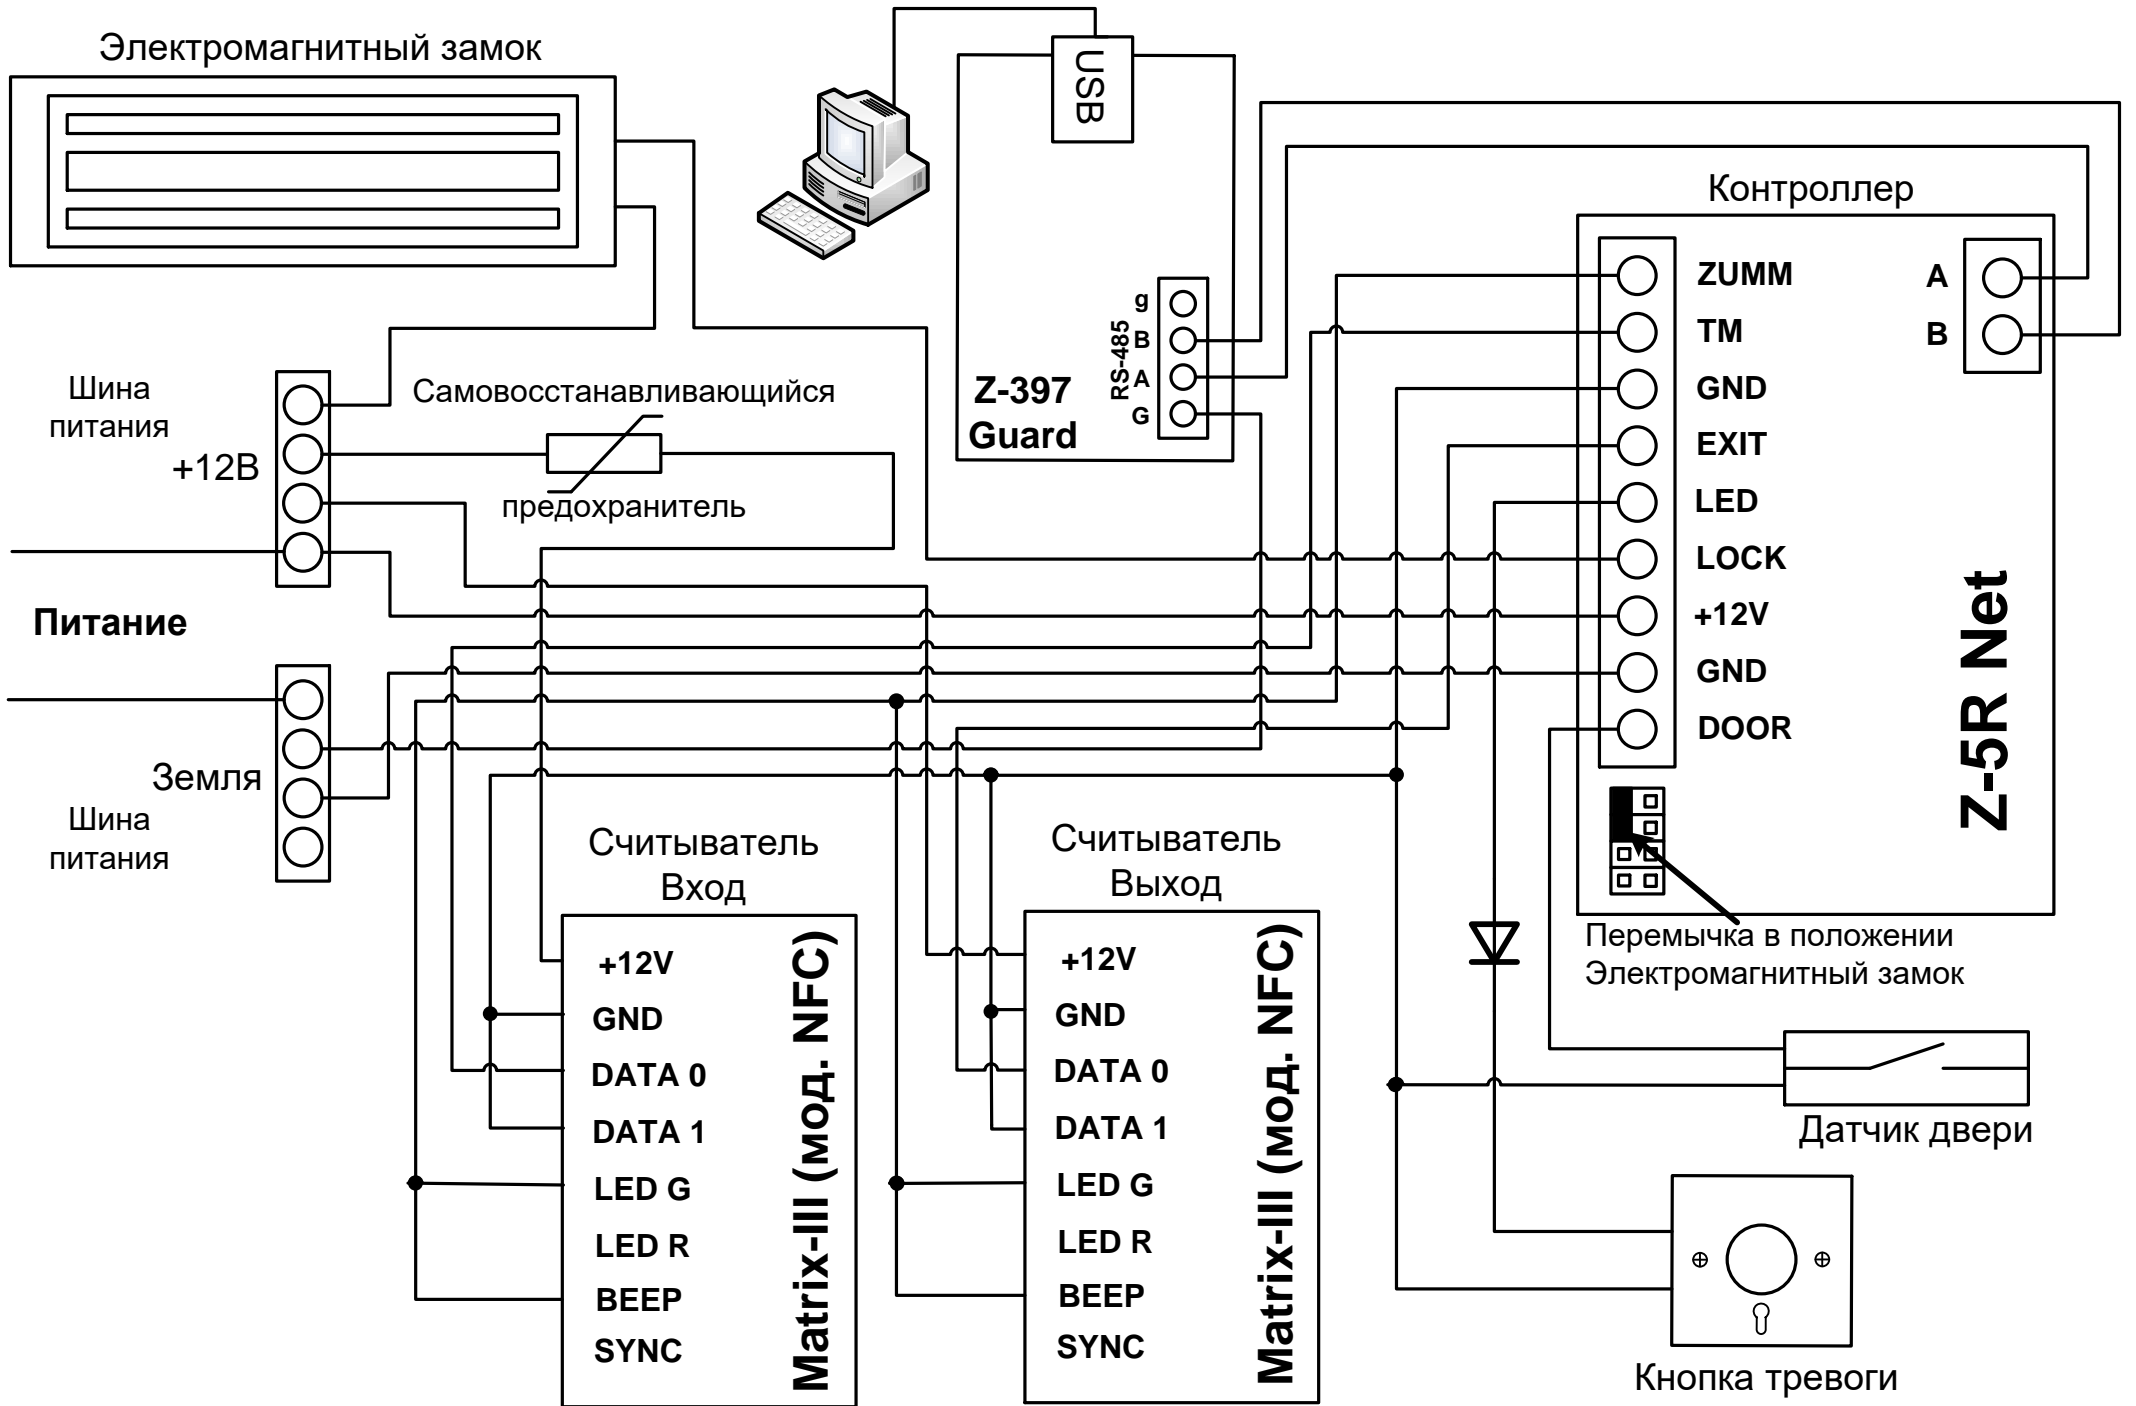 Электромагнитный замок
USB
g
B
A
G
RS-485
Z-397
Guard
Контроллер
ZUMM
TM
GND
EXIT
LED
LOCK
+12V
GND
DOOR
A
B
Z-5R Net
Перемычка в положении
Электромагнитный замок
Шина
питания
+12В
Самовосстанавливающийся
предохранитель
Питание
Земля
Шина
питания
Считыватель
Вход
+12V
GND
DATA 0
DATA 1
LED G
LED R
BEEP
SYNC
Matrix-III (мод. NFC)
Считыватель
Выход
+12V
GND
DATA 0
DATA 1
LED G
LED R
BEEP
SYNC
Matrix-III (мод. NFC)
Датчик двери
Кнопка тревоги